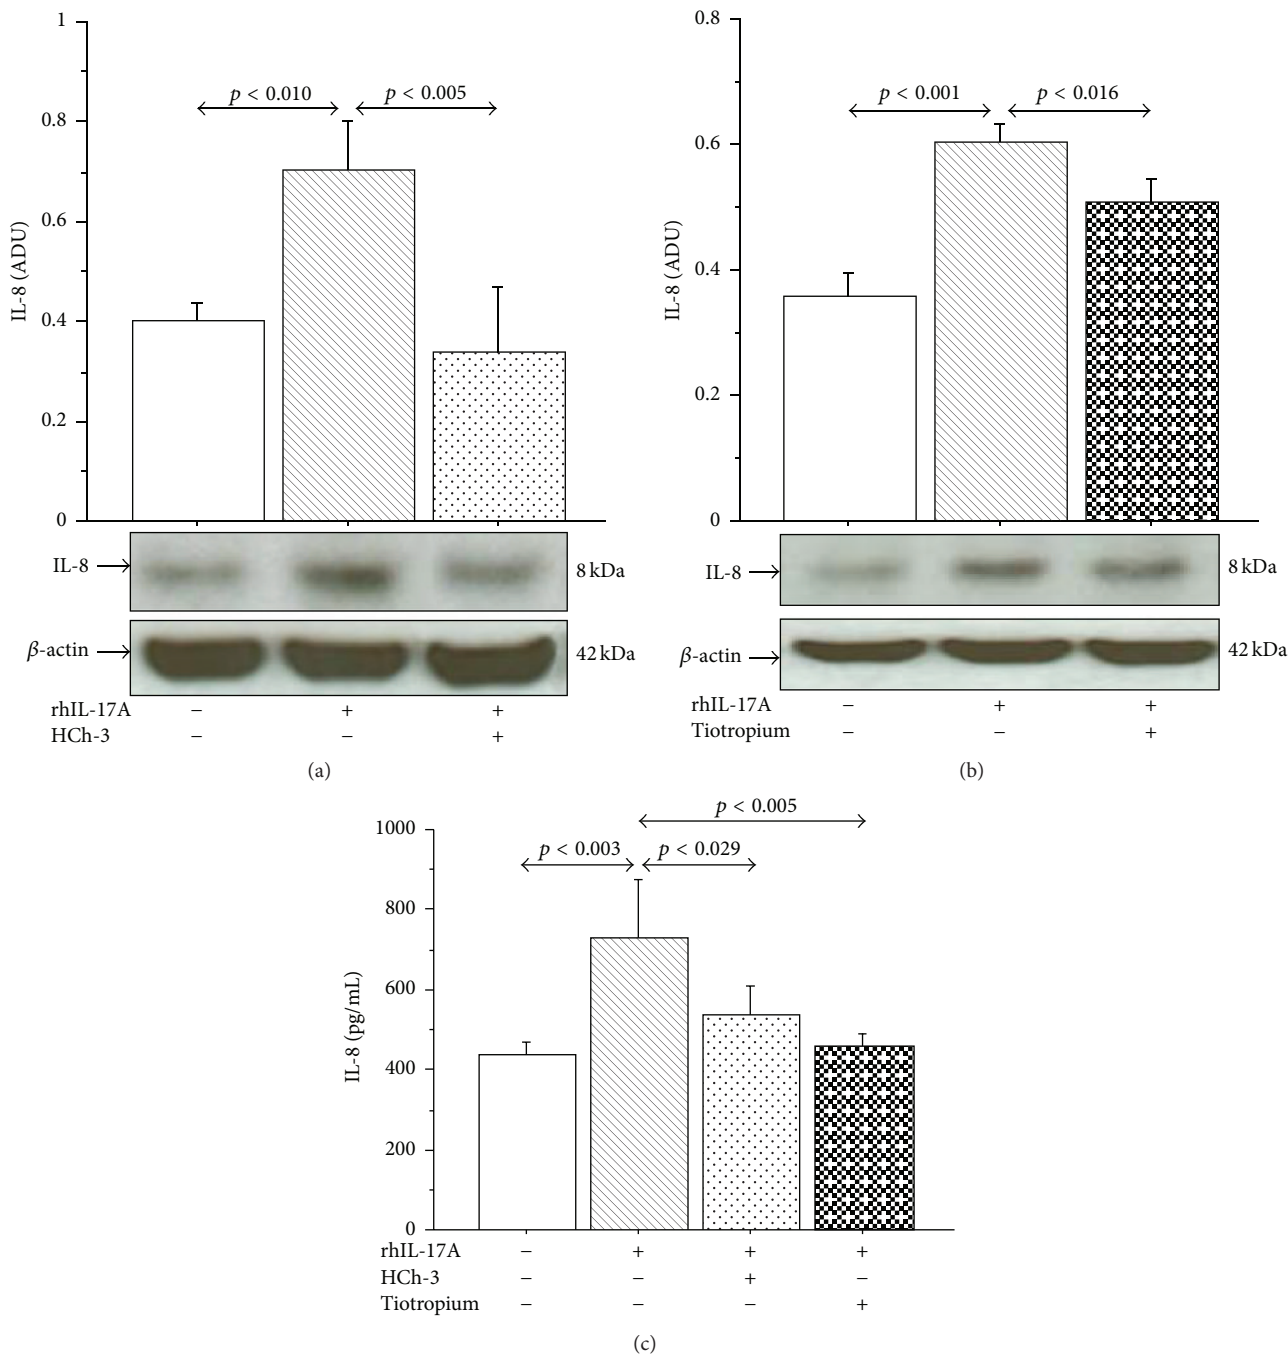 1
0.8
0.6
0.4
0.2
0
IL-8 (ADU)
p < 0.010
p < 0.005
IL-8
8 kDa
β-actin
42 kDa
rhIL-17A − + +
HCh-3 − − +
(a)
0.8
0.6
0.4
0.2
0
IL-8 (ADU)
p < 0.001
p < 0.016
IL-8
8 kDa
β-actin
42 kDa
rhIL-17A − + +
Tiotropium − − +
(b)
1000
800
600
400
200
0
IL-8 (pg/mL)
p < 0.005
p < 0.003
p < 0.029
rhIL-17A − + + +
HCh-3 − − + −
Tiotropium − − − +
(c)